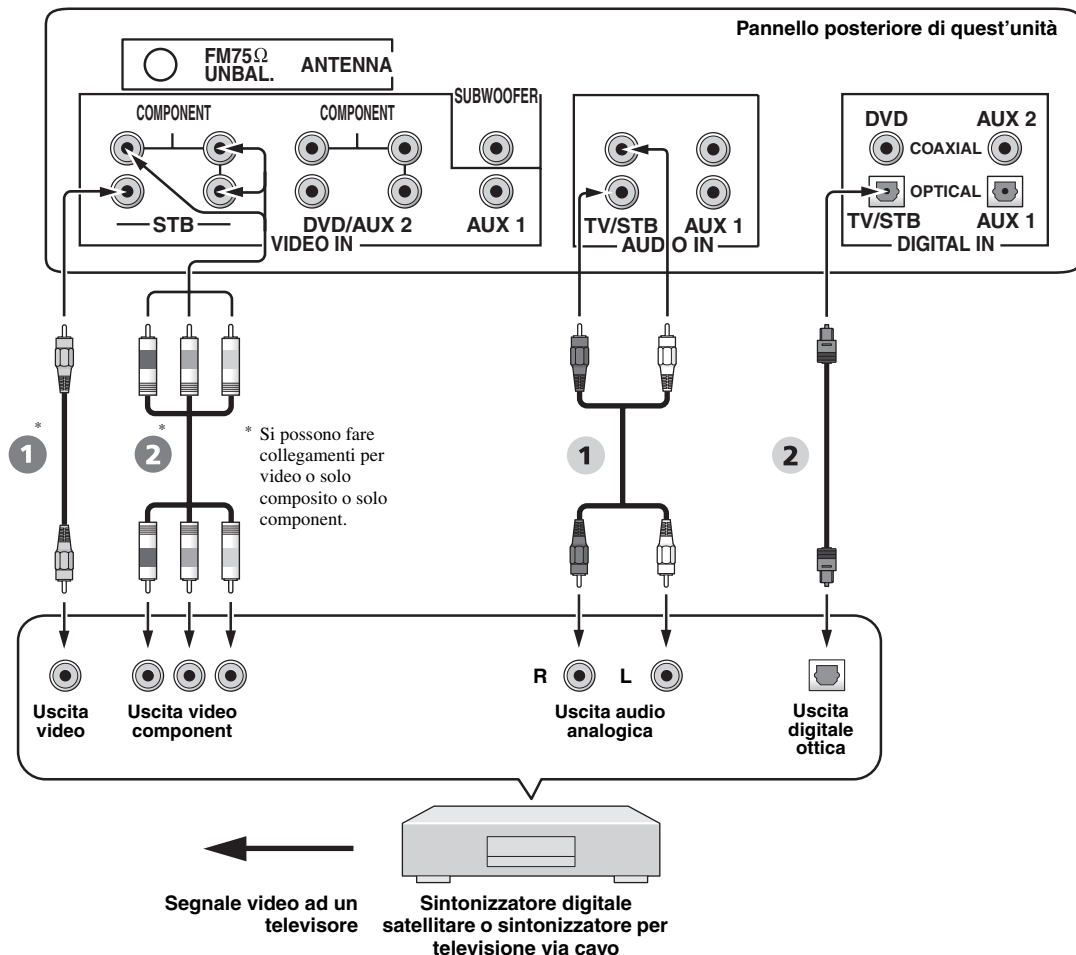 Pannello posteriore di quest'unità
FM75Ω
UNBAL.
ANTENNA
COMPONENT
COMPONENT
SUBWOOFER
STB
DVD/AUX 2
AUX 1
VIDEO IN
TV/STB
AUX 1
AUDIO IN
DVD
AUX 2
COAXIAL
OPTICAL
TV/STB
AUX 1
DIGITAL IN
1*
2*
* Si possono fare
collegamenti per
video o solo
composito o solo
component.
1
2
R
L
Uscita
video
Uscita video
component
Uscita audio
analogica
Uscita
digitale
ottica
Segnale video ad un
televisore
Sintonizzatore digitale
satellitare o sintonizzatore per
televisione via cavo